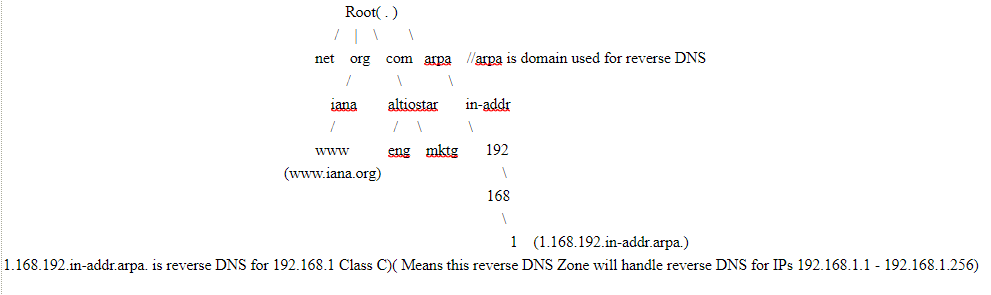 Root( . )
/ | \ \
net org com arpa //arpa is domain used for reverse DNS
/ \ \
iana altiostar in-addr
/ / \ \
www eng mktg 192
(www.iana.org) \
168
\
1 (1.168.192.in-addr.arpa.)
1.168.192.in-addr.arpa. is reverse DNS for 192.168.1 Class C)( Means this reverse DNS Zone will handle reverse DNS for IPs 192.168.1.1 - 192.168.1.256)